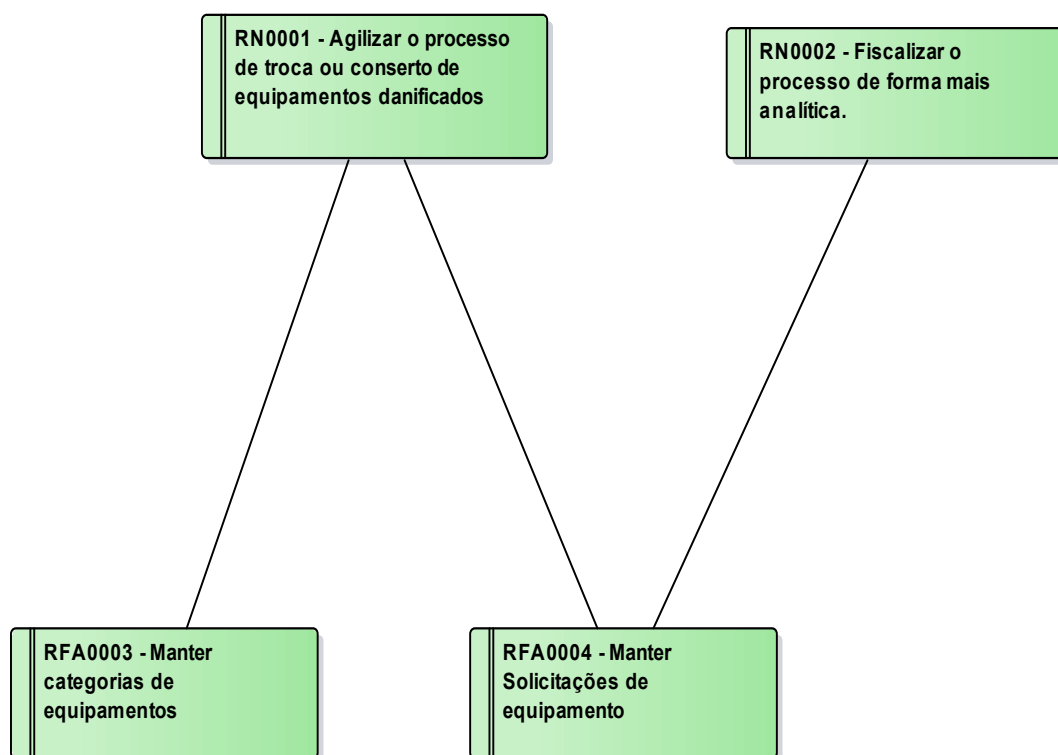 RN0001 - Agilizar o processo
de troca ou conserto de
equipamentos danificados
RN0002 - Fiscalizar o
processo de forma mais
analítica.
RFA0003 - Manter
categorias de
equipamentos
RFA0004 - Manter
Solicitações de
equipamento